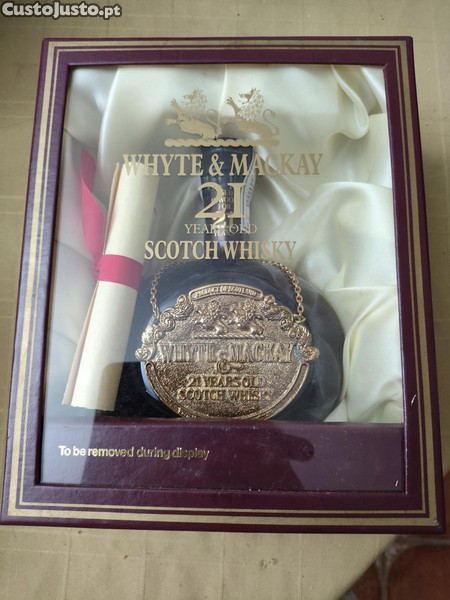 CustoJusto.pt
WHYTE & MACKAY
21
YEARS OLD
SCOTCH WHISKY
PRODUCT OF SCOTLAND
WHYTE & MACKAY
21 YEARS OLD
SCOTCH WHISKY
To be removed during display